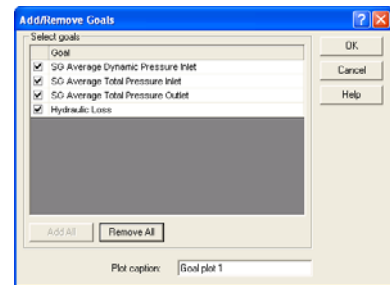 Add/Remove Goals
Select goals
Goal
SG Average Dynamic Pressure Inlet
SG Average Total Pressure Inlet
SG Average Total Pressure Outlet
Hydraulic Loss
OK
Cancel
Help
Add All
Remove All
Plot caption:
Goal plot 1